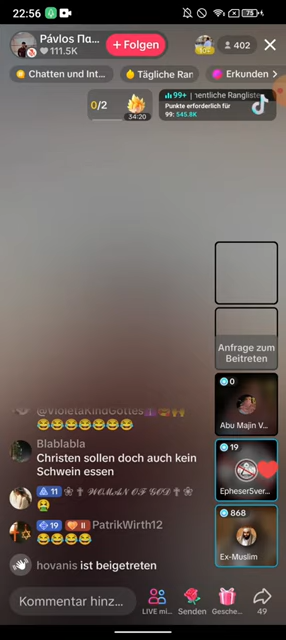 22:56
75
Pávlos Πα...
111.5K
+ Folgen
402
Chatten und Int...
Tägliche Ran
Erkunden >
0/2
34:20
99+
entliche Rangliste
Punkte erforderlich für
99: 545.8K
Anfrage zum
Beitreten
0
Abu Majin V...
@VioletaKindGottes
😂😂😂😂😂😂😂
Blablabla
Christen sollen doch auch kein
Schwein essen
19
EpheserSver...
11 ❀ ✞ 𝒲𝒪𝑀𝒜𝒩 𝒪𝐹 𝒢𝒪𝒟 ✞ ❀
🤮
19 II PatrikWirth12
😂😂😂😂
868
Ex-Muslim
hovanis ist beigetreten
Kommentar hinz...
LIVE mi...
Senden
Gesche...
49